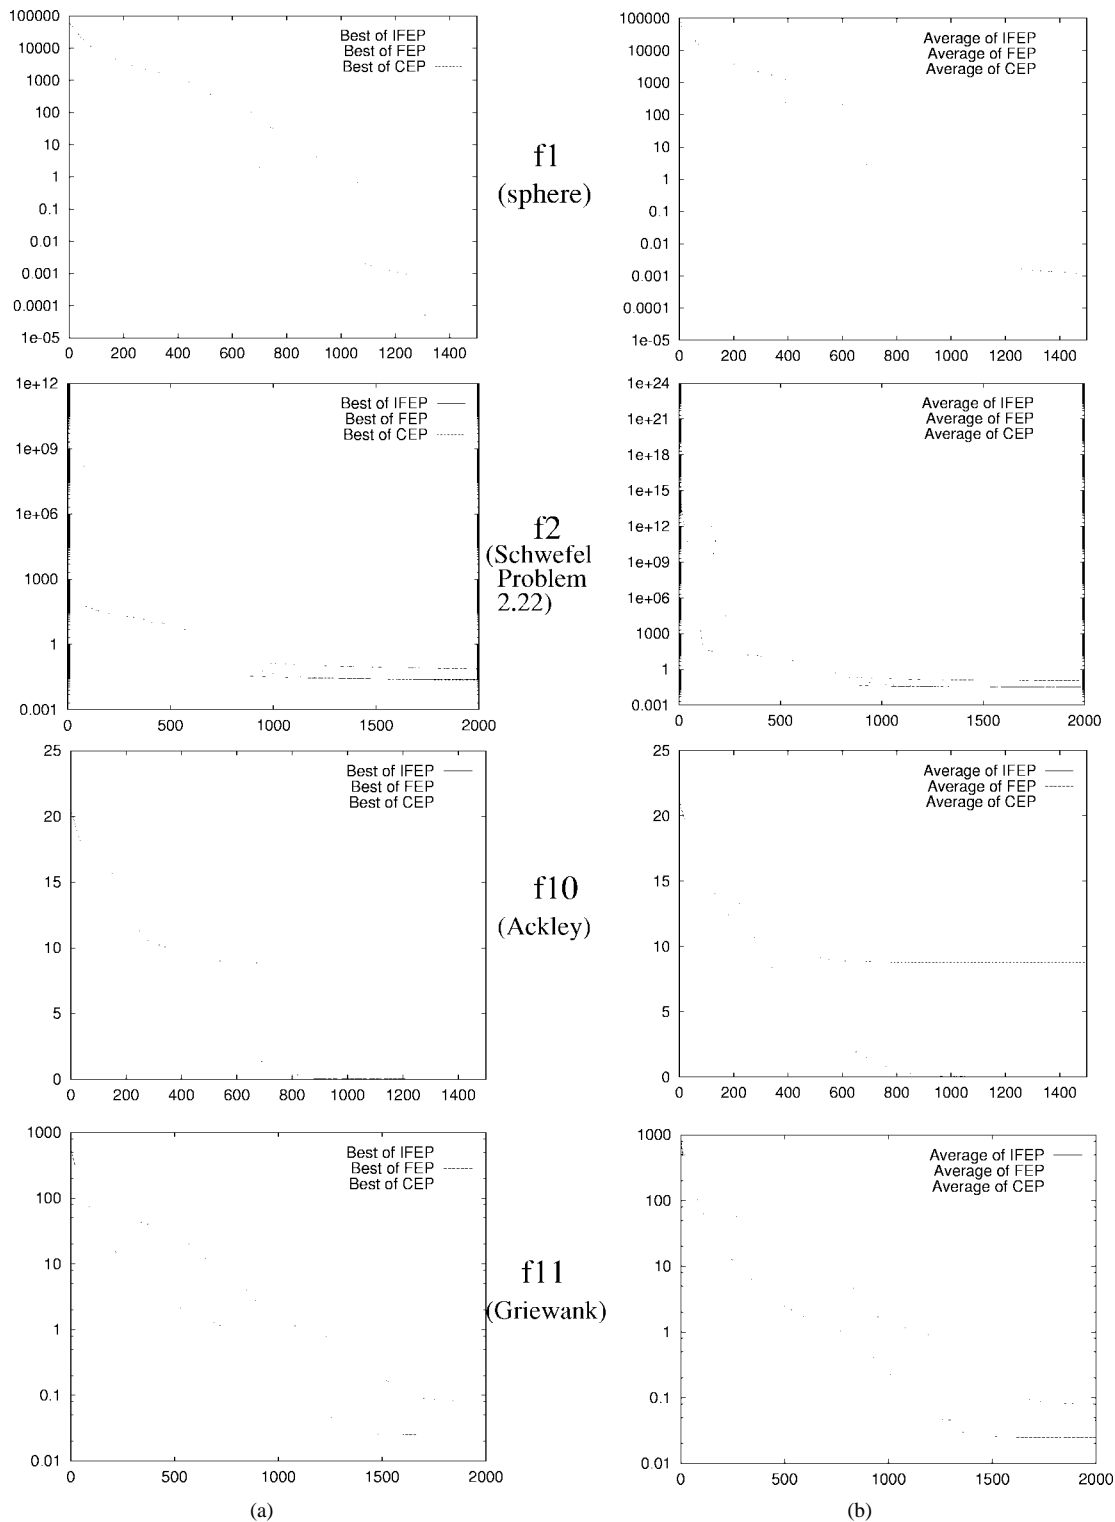 100000
10000
1000
100
10
1
0.1
0.01
0.001
0.0001
1e-05
0 200 400 600 800 1000 1200 1400
Best of IFEP
Best of FEP
Best of CEP
f1
(sphere)
100000
10000
1000
100
10
1
0.1
0.01
0.001
0.0001
1e-05
0 200 400 600 800 1000 1200 1400
Average of IFEP
Average of FEP
Average of CEP
1e+12
1e+09
1e+06
1000
1
0.001
0 500 1000 1500 2000
Best of IFEP
Best of FEP
Best of CEP
f2
(Schwefel
Problem
2.22)
1e+24
1e+21
1e+18
1e+15
1e+12
1e+09
1e+06
1000
1
0.001
0 500 1000 1500 2000
Average of IFEP
Average of FEP
Average of CEP
25
20
15
10
5
0
0 200 400 600 800 1000 1200 1400
Best of IFEP
Best of FEP
Best of CEP
f10
(Ackley)
25
20
15
10
5
0
0 200 400 600 800 1000 1200 1400
Average of IFEP
Average of FEP
Average of CEP
1000
100
10
1
0.1
0.01
0 500 1000 1500 2000
Best of IFEP
Best of FEP
Best of CEP
f11
(Griewank)
1000
100
10
1
0.1
0.01
0 500 1000 1500 2000
Average of IFEP
Average of FEP
Average of CEP
(a)
(b)